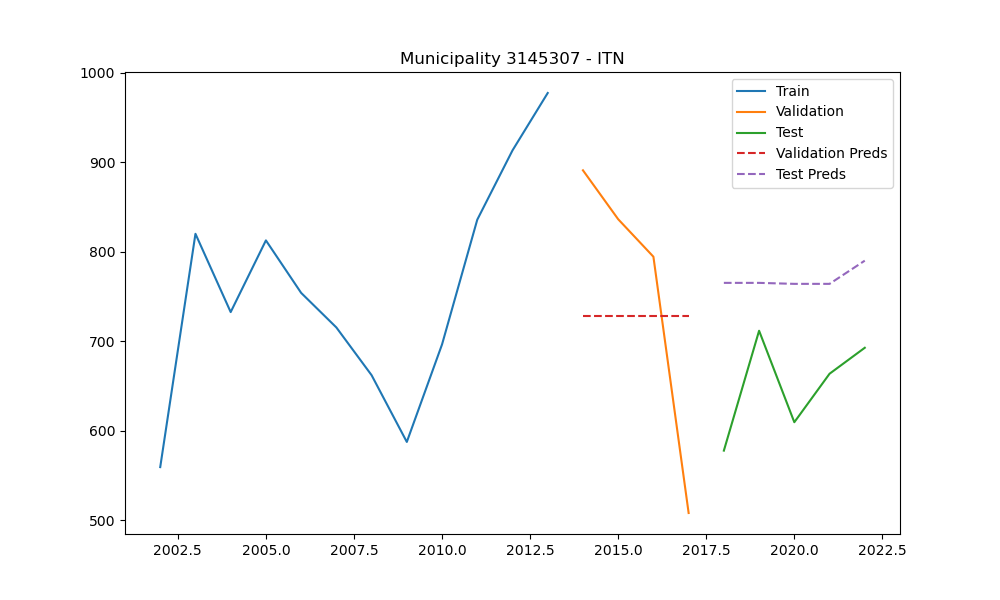 Municipality 3145307 - ITN
1000
900
800
700
600
500
2002.5
2005.0
2007.5
2010.0
2012.5
2015.0
2017.5
2020.0
2022.5
Train
Validation
Test
Validation Preds
Test Preds